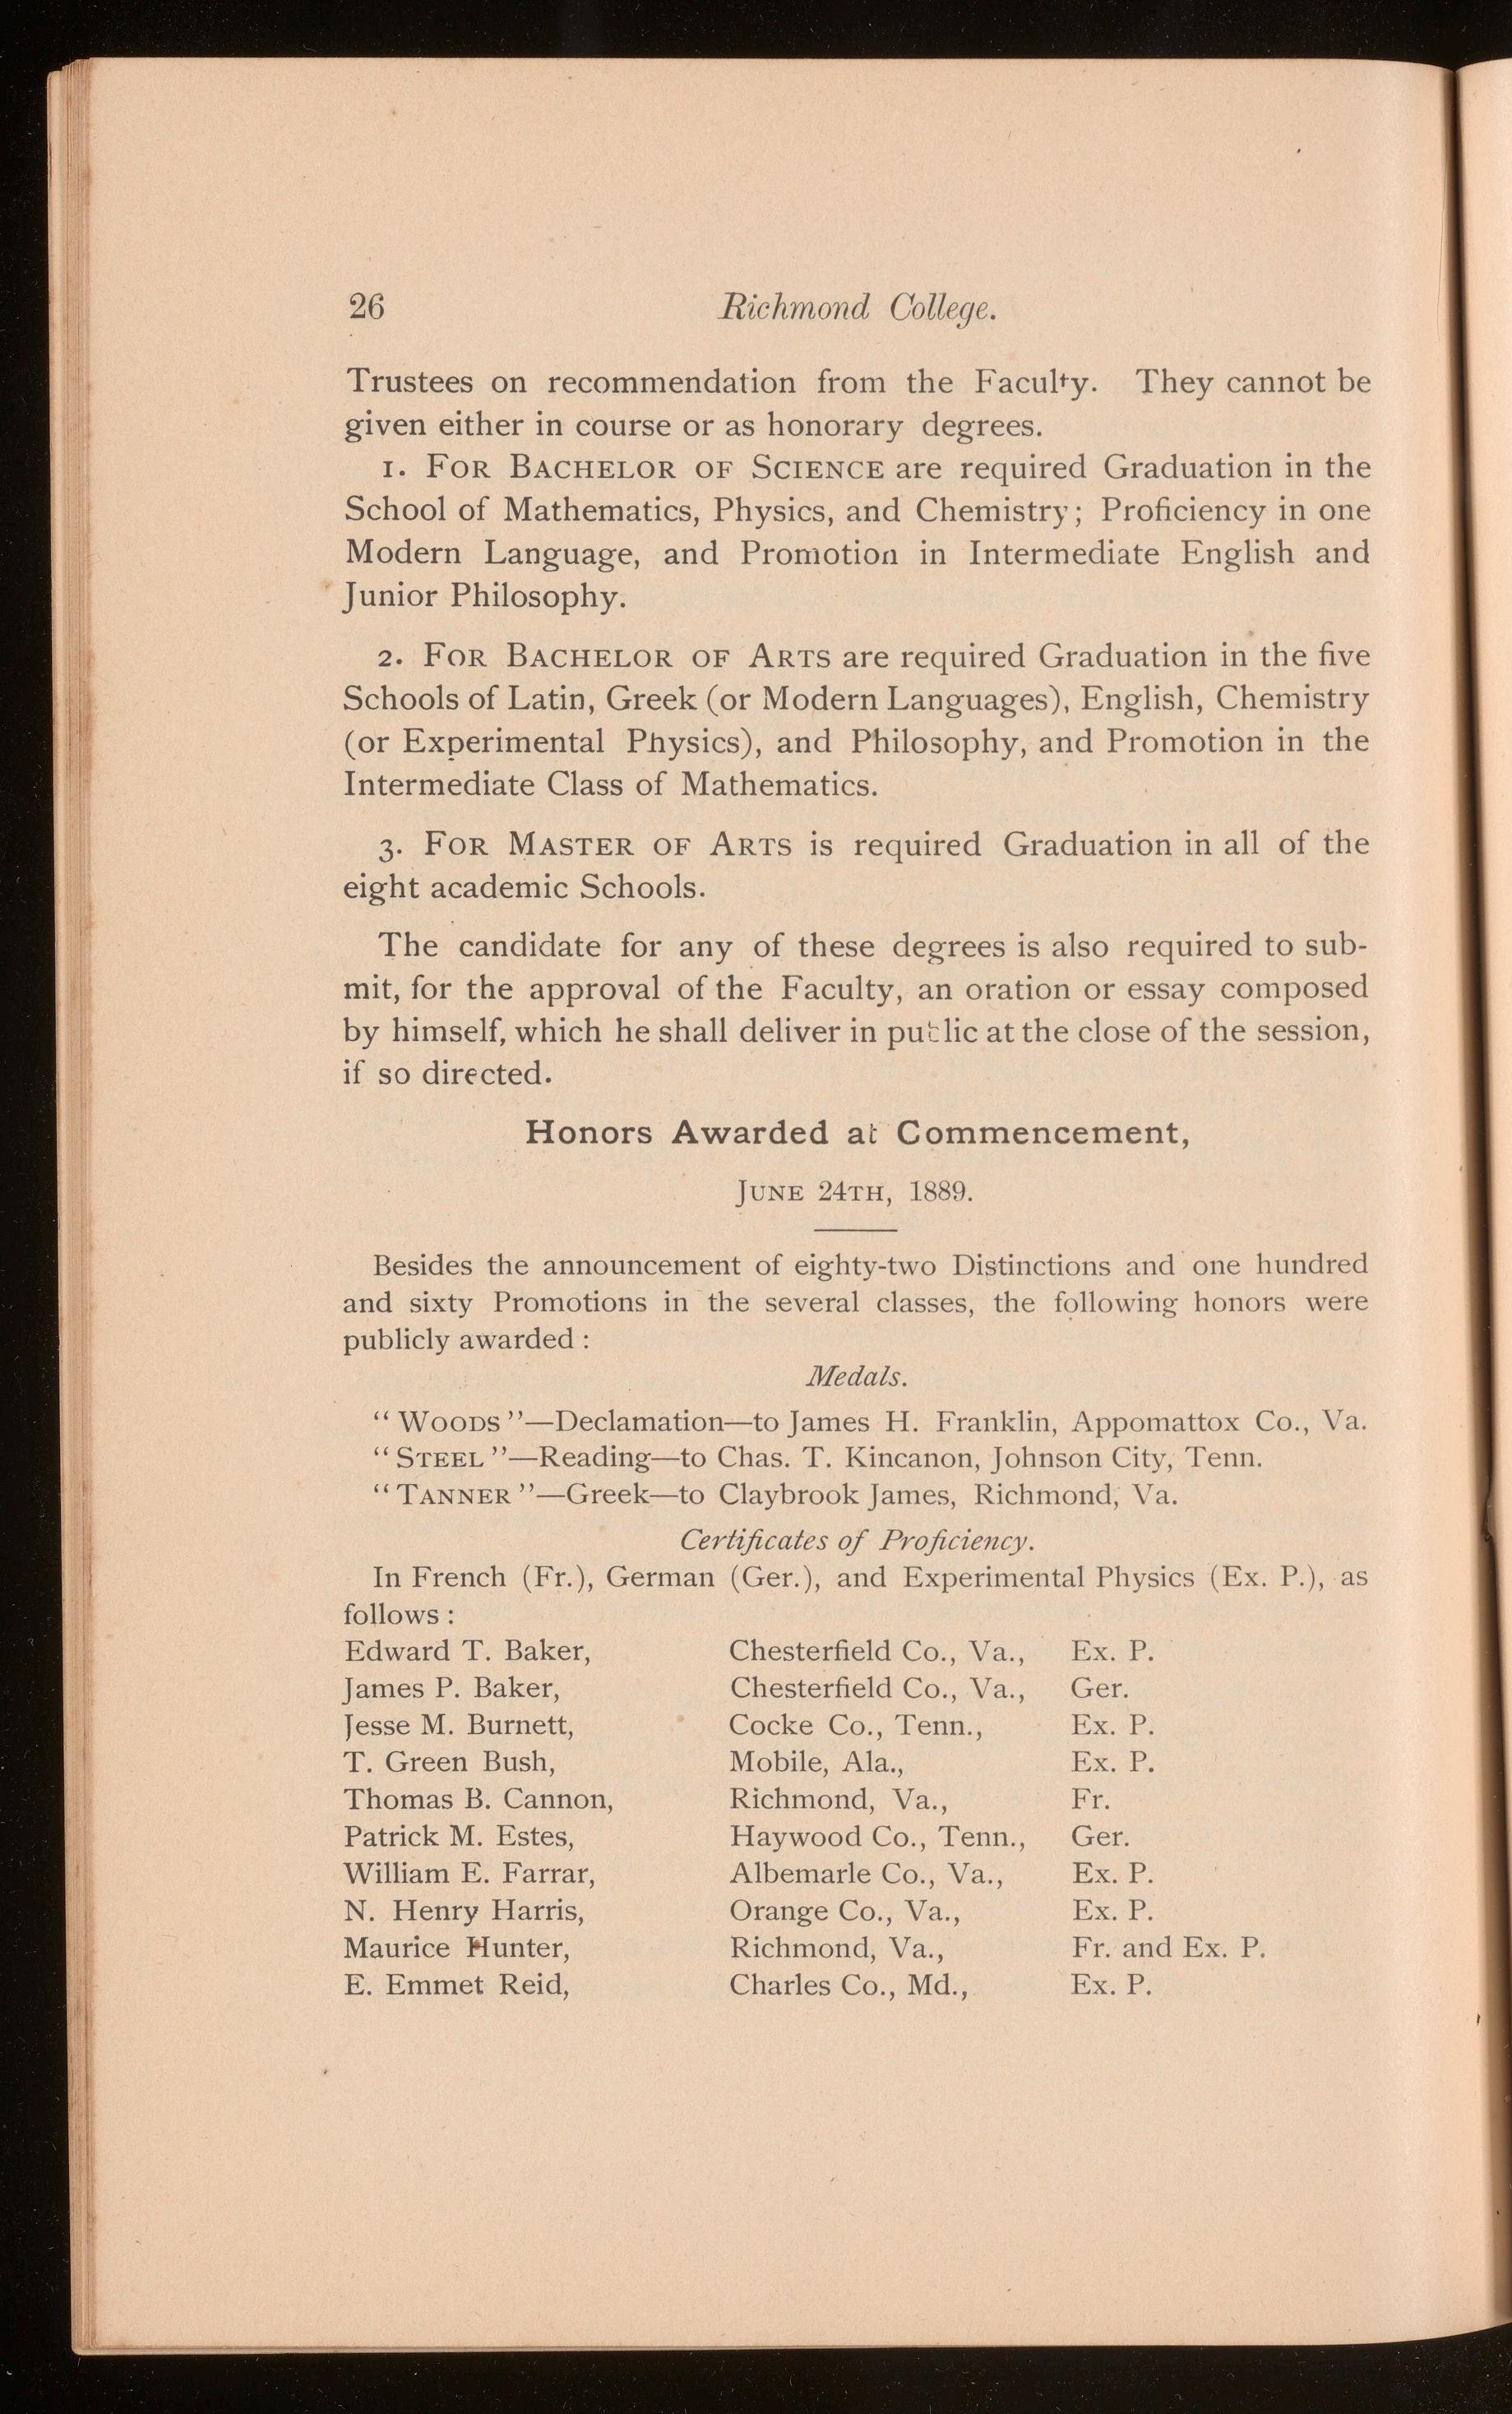 26 Richmond College.
Trustees on recommendation from the Faculty. They cannot be
given either in course or as honorary degrees.
1. FOR BACHELOR OF SCIENCE are required Graduation in the
School of Mathematics, Physics, and Chemistry; Proficiency in one
Modern Language, and Promotion in Intermediate English and
Junior Philosophy.
2. FOR BACHELOR OF ARTS are required Graduation in the five
Schools of Latin, Greek (or Modern Languages), English, Chemistry
(or Experimental Physics), and Philosophy, and Promotion in the
Intermediate Class of Mathematics.
3. FOR MASTER OF ARTS is required Graduation in all of the
eight academic Schools.
The candidate for any of these degrees is also required to sub-
mit, for the approval of the Faculty, an oration or essay composed
by himself, which he shall deliver in public at the close of the session,
if so directed.
Honors Awarded at Commencement,
JUNE 24TH, 1889.
Besides the announcement of eighty-two Distinctions and one hundred
and sixty Promotions in the several classes, the following honors were
publicly awarded :
Medals.
"WOODS"—Declamation—to James H. Franklin, Appomattox Co., Va.
"STEEL"—Reading—to Chas. T. Kincanon, Johnson City, Tenn.
"TANNER"—Greek—to Claybrook James, Richmond, Va.
Certificates of Proficiency.
In French (Fr.), German (Ger.), and Experimental Physics (Ex. P.), as
follows :
Edward T. Baker, Chesterfield Co., Va., Ex. P.
James P. Baker, Chesterfield Co., Va., Ger.
Jesse M. Burnett, Cocke Co., Tenn., Ex. P.
T. Green Bush, Mobile, Ala., Ex. P.
Thomas B. Cannon, Richmond, Va., Fr.
Patrick M. Estes, Haywood Co., Tenn., Ger.
William E. Farrar, Albemarle Co., Va., Ex. P.
N. Henry Harris, Orange Co., Va., Ex. P.
Maurice Hunter, Richmond, Va., Fr. and Ex. P.
E. Emmet Reid, Charles Co., Md., Ex. P.